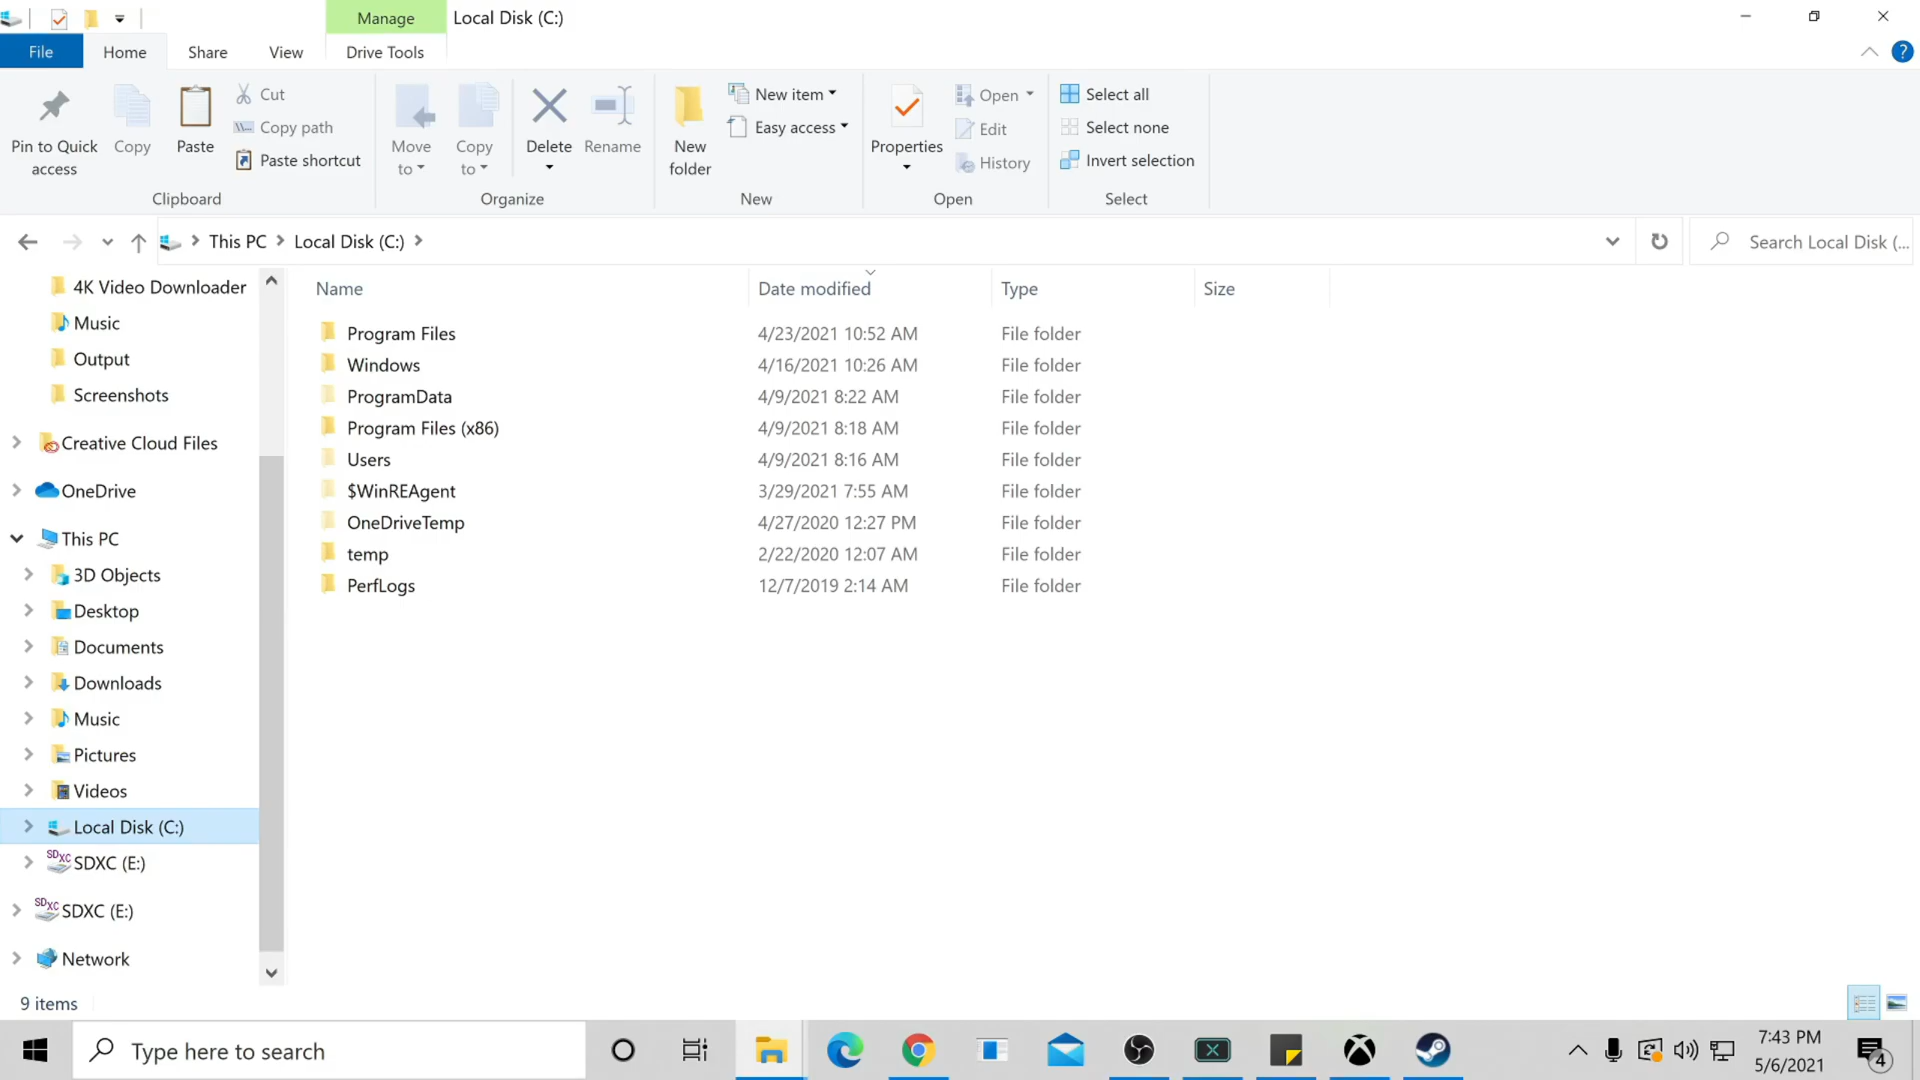 Manage
Local Disk (C:)
File
Home
Share
View
Drive Tools
Pin to Quick
access
Copy
Paste
Cut
Copy path
Paste shortcut
Clipboard
Move
to
Copy
to
Delete
Rename
Organize
New
folder
New item
Easy access
New
Properties
Open
Edit
History
Open
Select all
Select none
Invert selection
Select
This PC
Local Disk (C:)
Search Local Disk (...
4K Video Downloader
Music
Output
Screenshots
Creative Cloud Files
OneDrive
This PC
3D Objects
Desktop
Documents
Downloads
Music
Pictures
Videos
Local Disk (C:)
SDXC SDXC (E:)
SDXC SDXC (E:)
Network
Name Date modified Type Size
Program Files 4/23/2021 10:52 AM File folder
Windows 4/16/2021 10:26 AM File folder
ProgramData 4/9/2021 8:22 AM File folder
Program Files (x86) 4/9/2021 8:18 AM File folder
Users 4/9/2021 8:16 AM File folder
$WinREAgent 3/29/2021 7:55 AM File folder
OneDriveTemp 4/27/2020 12:27 PM File folder
temp 2/22/2020 12:07 AM File folder
PerfLogs 12/7/2019 2:14 AM File folder
9 items
Type here to search
7:43 PM
5/6/2021
4